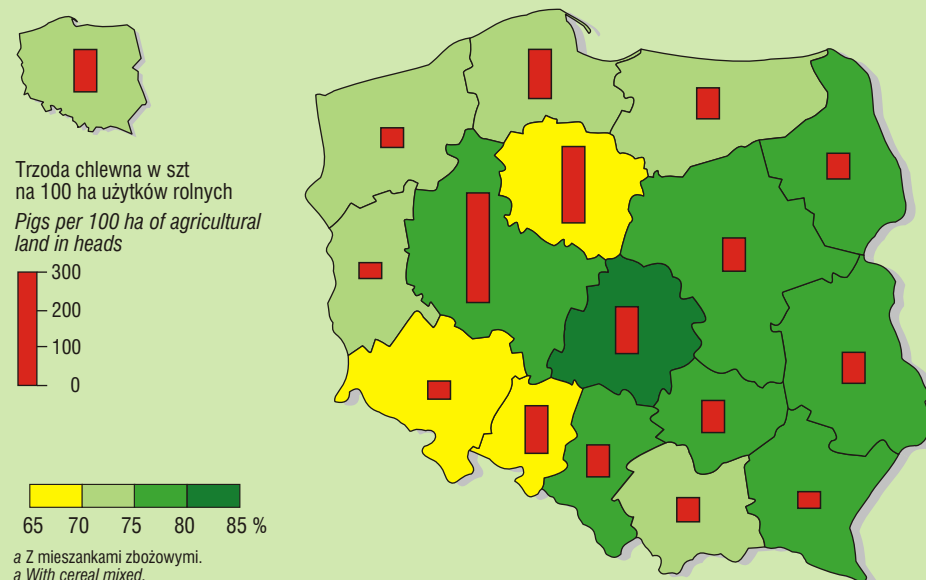 Trzoda chlewna w szt
na 100 ha użytków rolnych
Pigs per 100 ha of agricultural
land in heads
300
200
100
0
65 70 75 80 85 %
a Z mieszankami zbożowymi.
a With cereal mixed.